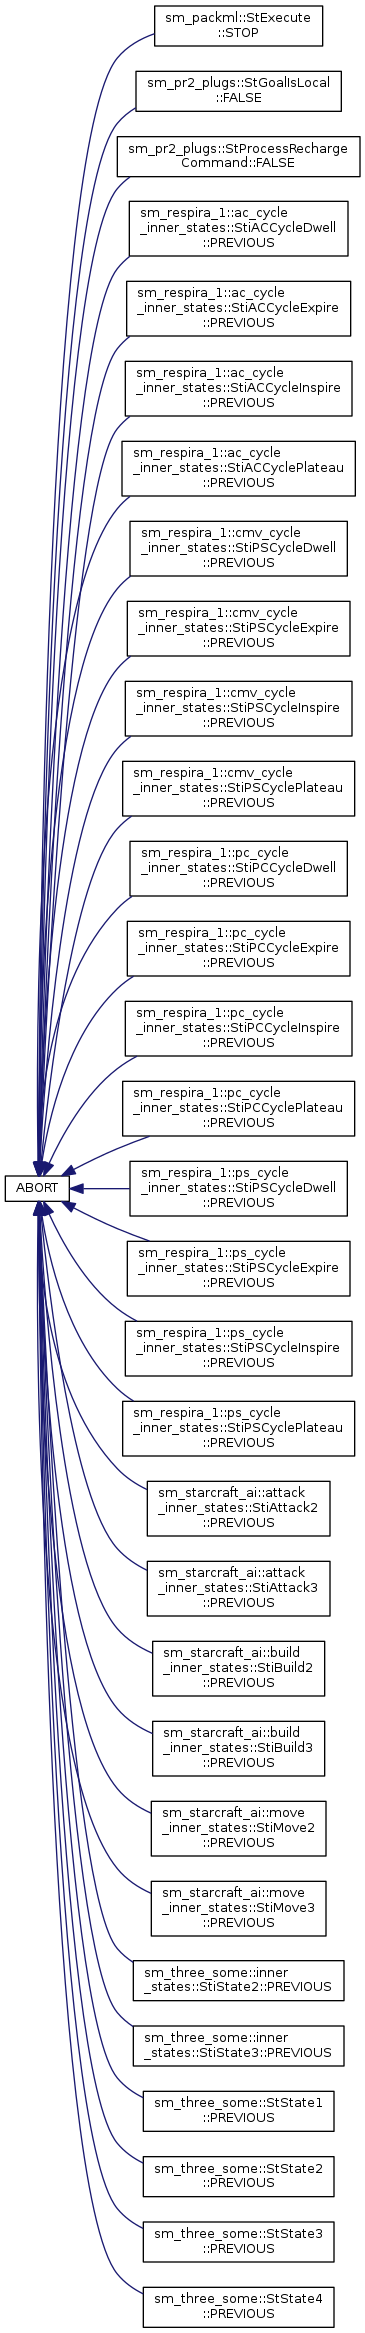 sm_packml::StExecute
::STOP
sm_pr2_plugs::StGoalIsLocal
::FALSE
sm_pr2_plugs::StProcessRecharge
Command::FALSE
sm_respira_1::ac_cycle
_inner_states::StiACCycleDwell
::PREVIOUS
sm_respira_1::ac_cycle
_inner_states::StiACCycleExpire
::PREVIOUS
sm_respira_1::ac_cycle
_inner_states::StiACCycleInspire
::PREVIOUS
sm_respira_1::ac_cycle
_inner_states::StiACCyclePlateau
::PREVIOUS
sm_respira_1::cmv_cycle
_inner_states::StiPSCycleDwell
::PREVIOUS
sm_respira_1::cmv_cycle
_inner_states::StiPSCycleExpire
::PREVIOUS
sm_respira_1::cmv_cycle
_inner_states::StiPSCycleInspire
::PREVIOUS
sm_respira_1::cmv_cycle
_inner_states::StiPSCyclePlateau
::PREVIOUS
sm_respira_1::pc_cycle
_inner_states::StiPCCycleDwell
::PREVIOUS
sm_respira_1::pc_cycle
_inner_states::StiPCCycleExpire
::PREVIOUS
sm_respira_1::pc_cycle
_inner_states::StiPCCycleInspire
::PREVIOUS
sm_respira_1::pc_cycle
_inner_states::StiPCCyclePlateau
::PREVIOUS
ABORT
sm_respira_1::ps_cycle
_inner_states::StiPSCycleDwell
::PREVIOUS
sm_respira_1::ps_cycle
_inner_states::StiPSCycleExpire
::PREVIOUS
sm_respira_1::ps_cycle
_inner_states::StiPSCycleInspire
::PREVIOUS
sm_respira_1::ps_cycle
_inner_states::StiPSCyclePlateau
::PREVIOUS
sm_starcraft_ai::attack
_inner_states::StiAttack2
::PREVIOUS
sm_starcraft_ai::attack
_inner_states::StiAttack3
::PREVIOUS
sm_starcraft_ai::build
_inner_states::StiBuild2
::PREVIOUS
sm_starcraft_ai::build
_inner_states::StiBuild3
::PREVIOUS
sm_starcraft_ai::move
_inner_states::StiMove2
::PREVIOUS
sm_starcraft_ai::move
_inner_states::StiMove3
::PREVIOUS
sm_three_some::inner
_states::StiState2::PREVIOUS
sm_three_some::inner
_states::StiState3::PREVIOUS
sm_three_some::StState1
::PREVIOUS
sm_three_some::StState2
::PREVIOUS
sm_three_some::StState3
::PREVIOUS
sm_three_some::StState4
::PREVIOUS